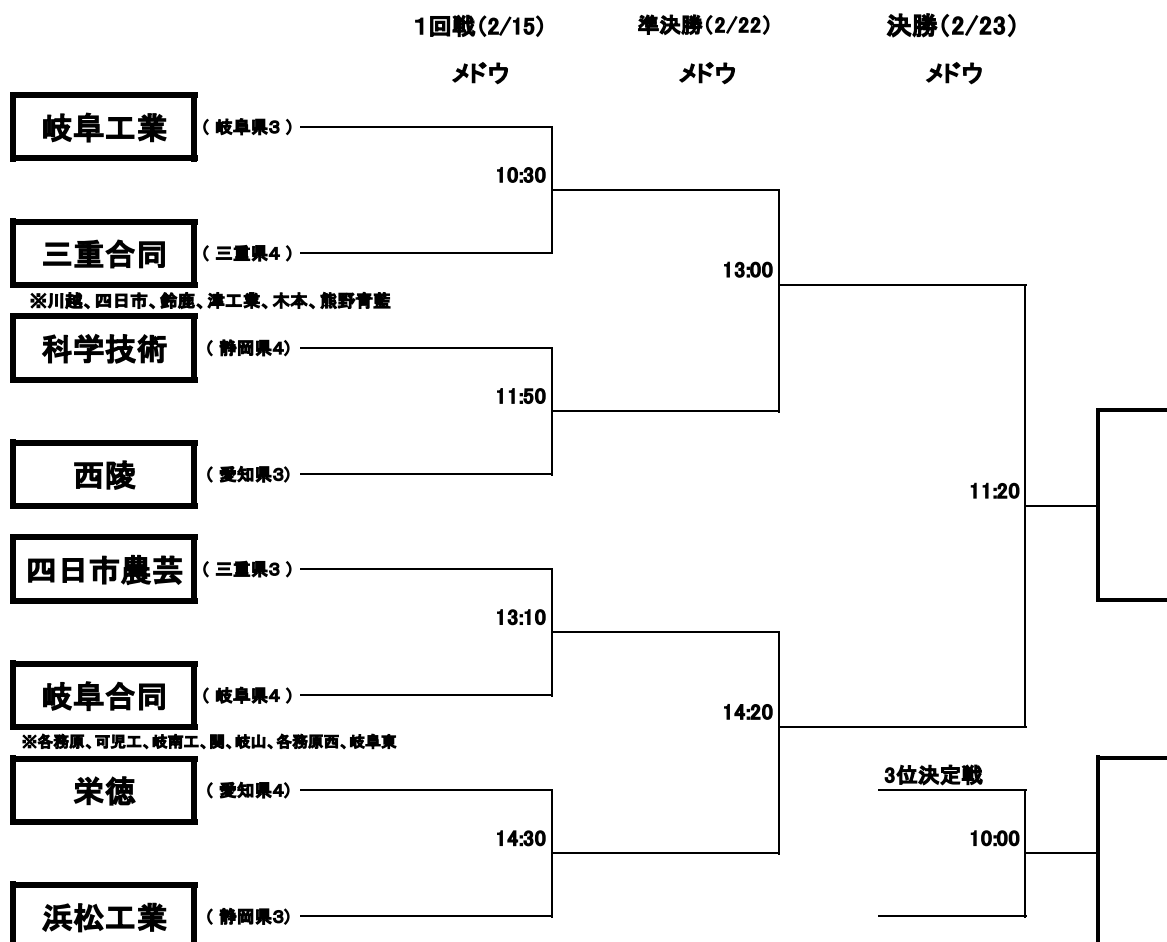 1回戦(2/15) 準決勝(2/22) 決勝(2/23)
メドウ メドウ メドウ
岐阜工業 ( 岐阜県3 )
10:30
三重合同 ( 三重県4 )
13:00
※川越、四日市、鈴鹿、津工業、木本、熊野青藍
科学技術 ( 静岡県4)
11:50
西陵 ( 愛知県3)
11:20
四日市農芸 ( 三重県3 )
13:10
岐阜合同 ( 岐阜県4 )
14:20
※各務原、可児工、岐南工、関、岐山、各務原西、岐阜東
栄徳 ( 愛知県4)
3位決定戦
14:30 10:00
浜松工業 ( 静岡県3)